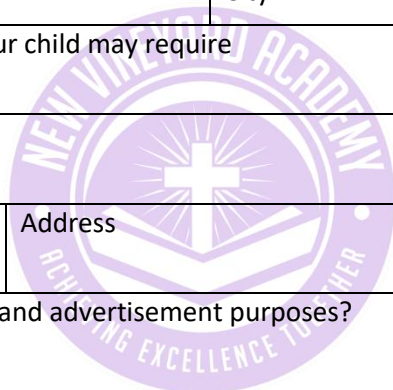 ur child may require
NEW VINEYARD ACADEMY
Address
and advertisement purposes?
ACHIEVING EXCELLENCE TOGETHER